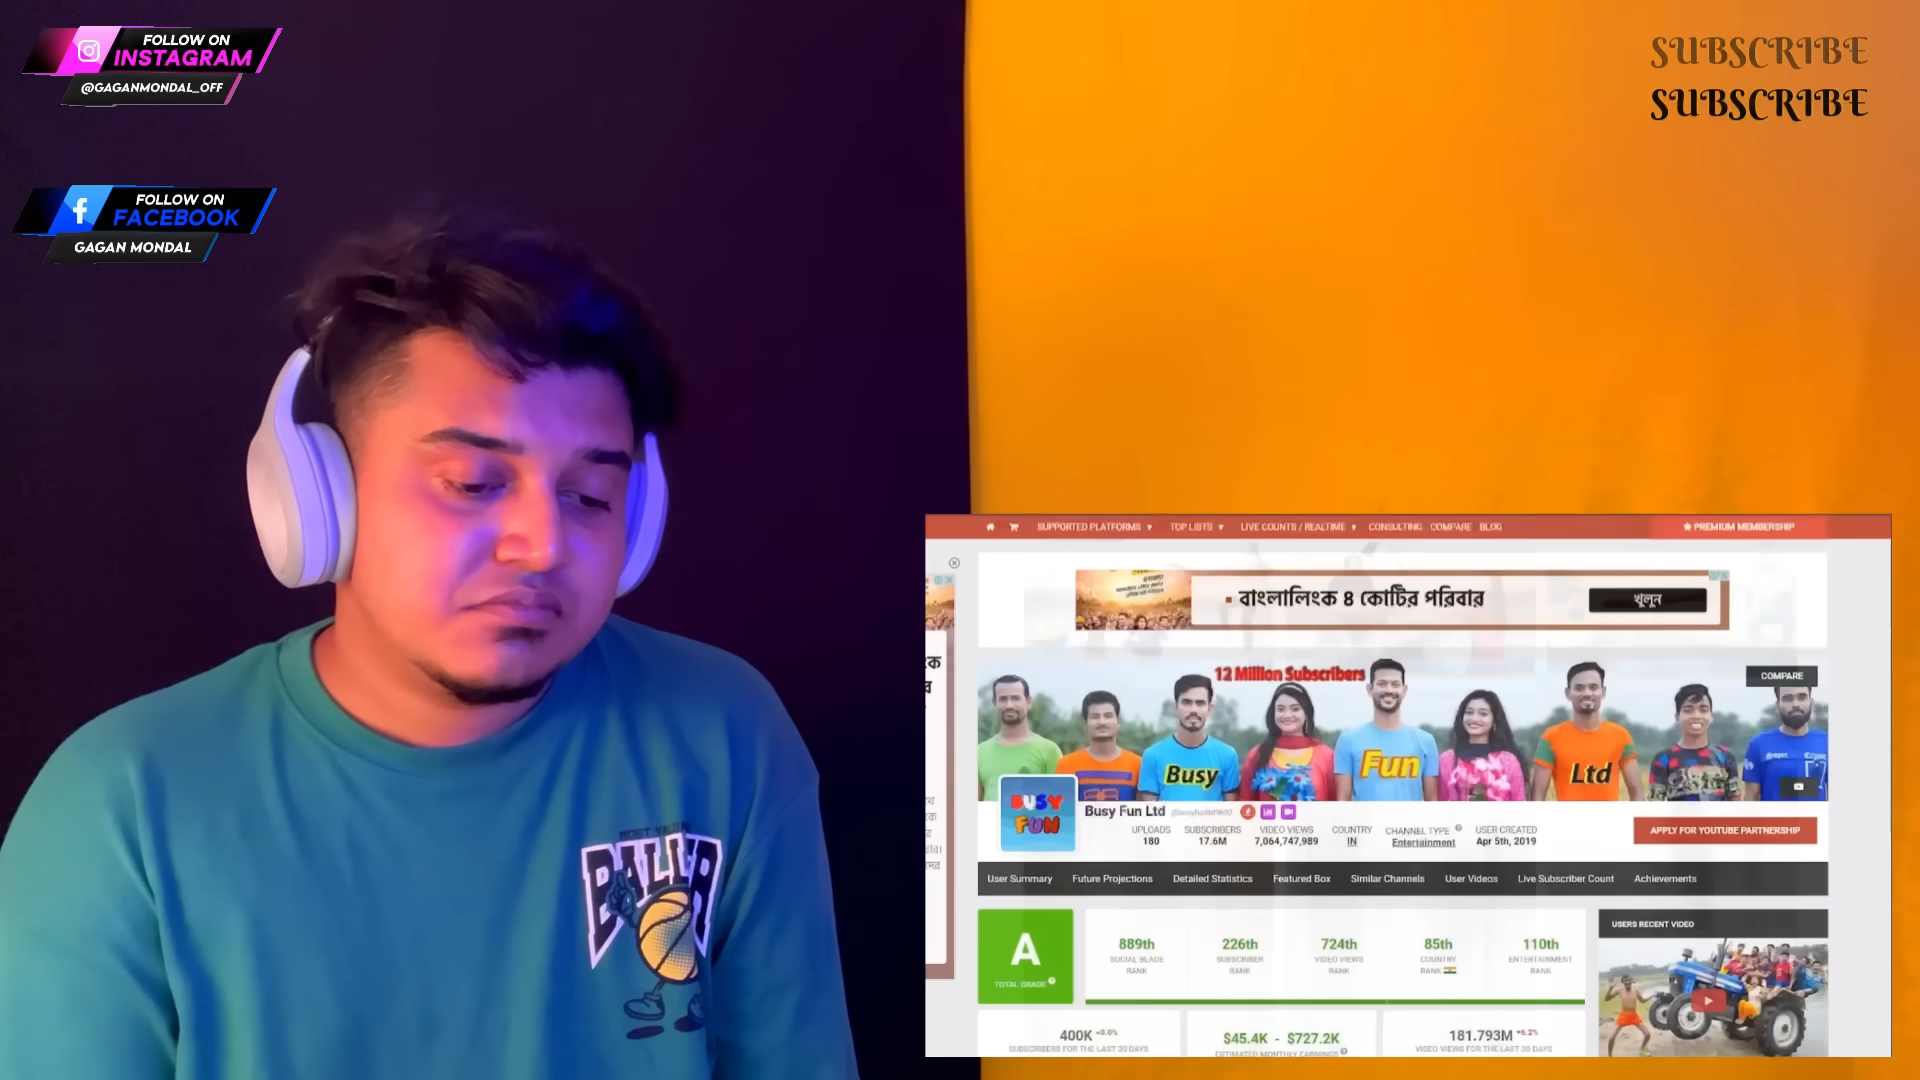 FOLLOW ON
INSTAGRAM
@GAGANMONDAL_OFF
FOLLOW ON
FACEBOOK
GAGAN MONDAL
SUBSCRIBE
SUBSCRIBE
SUPPORTED PLATFORMS TOP LISTS LIVE COUNTS / REALTIME CONSULTING COMPARE BLOG
PREMIUM MEMBERSHIP
বাংলালিংক ৪ কোটির পরিবার
খুলুন
12 Million Subscribers
COMPARE
Busy Fun Ltd
BUSY
FUN
Busy Fun Ltd
UPLOADS SUBSCRIBERS VIDEO VIEWS COUNTRY CHANNEL TYPE USER CREATED
180 17.6M 7,064,747,989 IN Entertainment Apr 5th, 2019
APPLY FOR YOUTUBE PARTNERSHIP
User Summary Future Projections Detailed Statistics Featured Box Similar Channels User Videos Live Subscriber Count Achievements
A
TOTAL GRADE
889th 226th 724th 85th 110th
SOCIAL BLADE SUBSCRIBER VIDEO VIEWS COUNTRY ENTERTAINMENT
RANK RANK RANK RANK RANK
USERS RECENT VIDEO
400K +0.0%
SUBSCRIBERS FOR THE LAST 30 DAYS
$45.4K - $727.2K
ESTIMATED MONTHLY EARNINGS
181.793M
VIDEO VIEWS FOR THE LAST 30 DAYS
BALLER